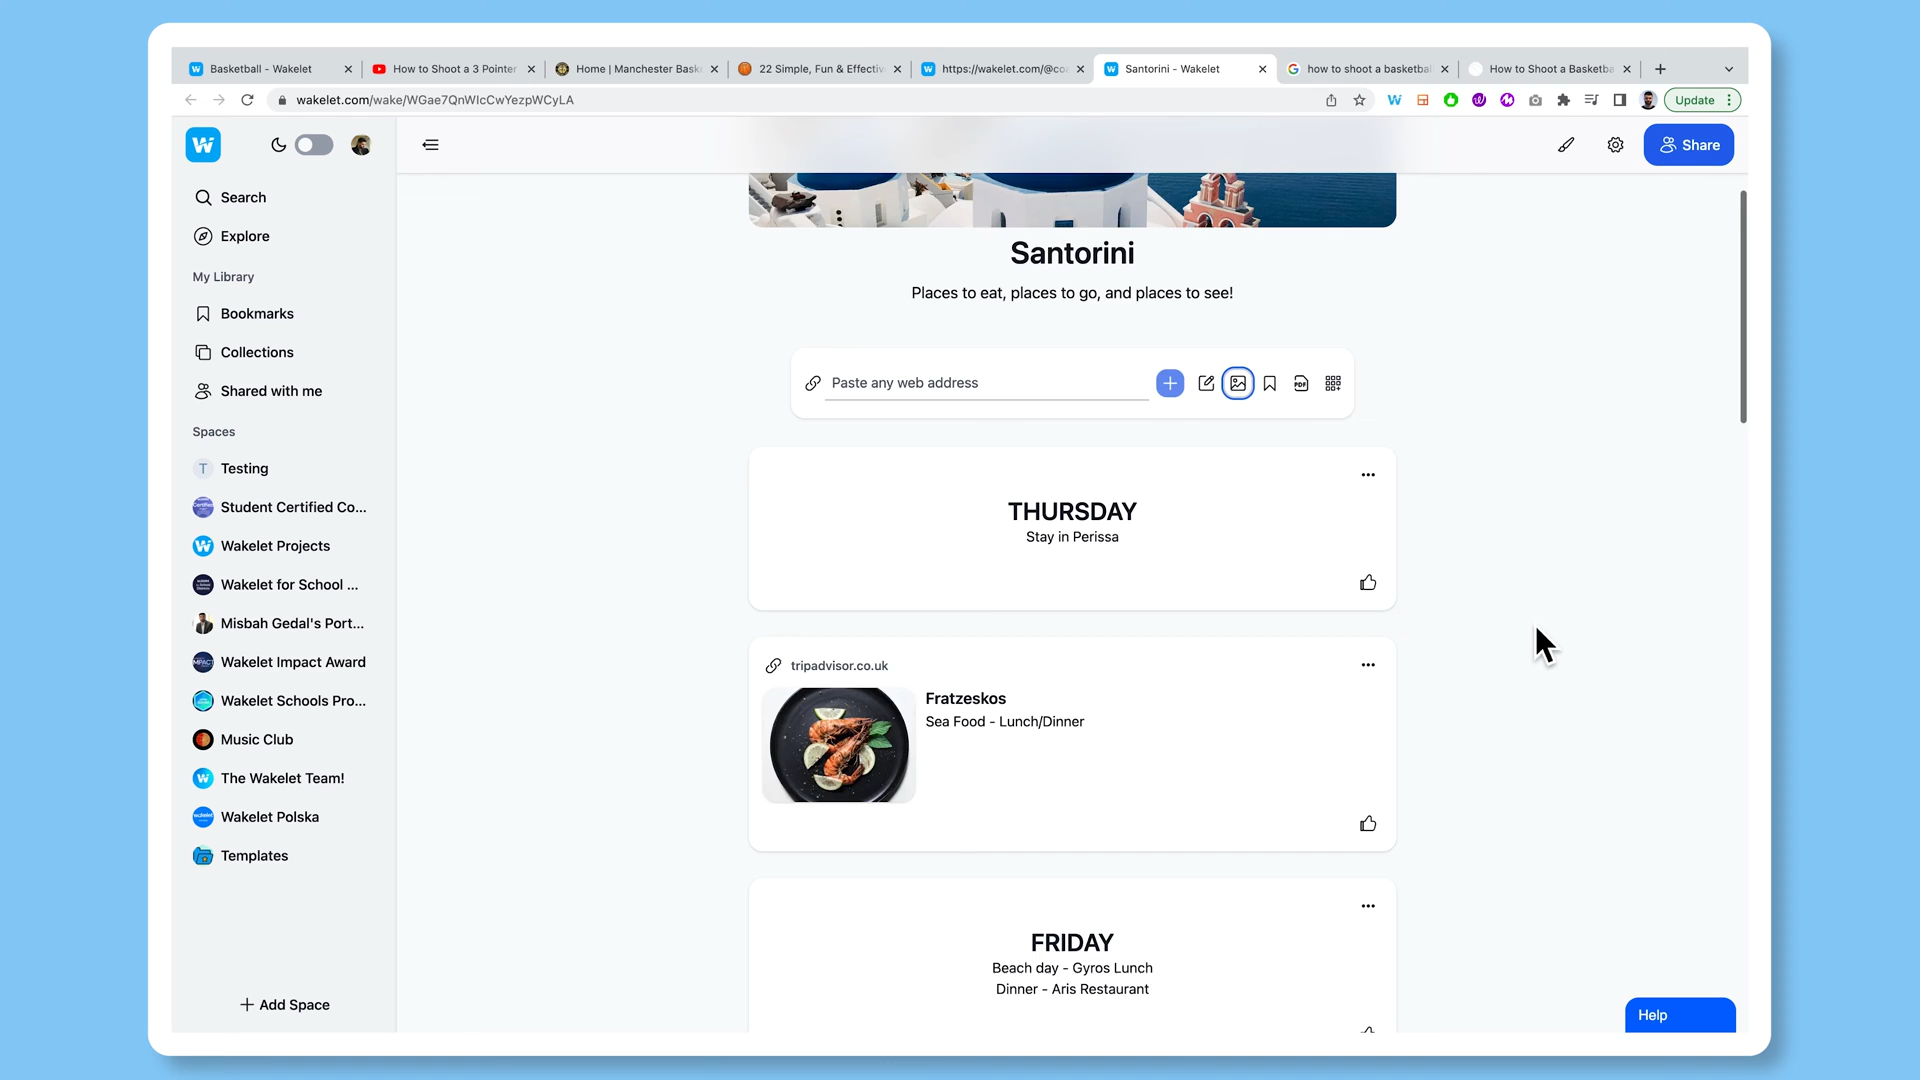 Basketball - Wakelet
How to Shoot a 3 Pointer
Home | Manchester Bask
22 Simple, Fun & Effectiv
https://wakelet.com/@co
Santorini - Wakelet
how to shoot a basketbal
How to Shoot a Basketba
wakelet.com/wake/WGae7QnWIcCwYezpWCyLA
Update
Share
Search
Explore
My Library
Bookmarks
Collections
Shared with me
Spaces
T Testing
Student Certified Co...
Wakelet Projects
Wakelet for School ...
Misbah Gedal's Port...
Wakelet Impact Award
Wakelet Schools Pro...
Music Club
The Wakelet Team!
Wakelet Polska
Templates
Add Space
Santorini
Places to eat, places to go, and places to see!
Paste any web address
PDF
THURSDAY
Stay in Perissa
tripadvisor.co.uk
Fratzeskos
Sea Food - Lunch/Dinner
FRIDAY
Beach day - Gyros Lunch
Dinner - Aris Restaurant
Help